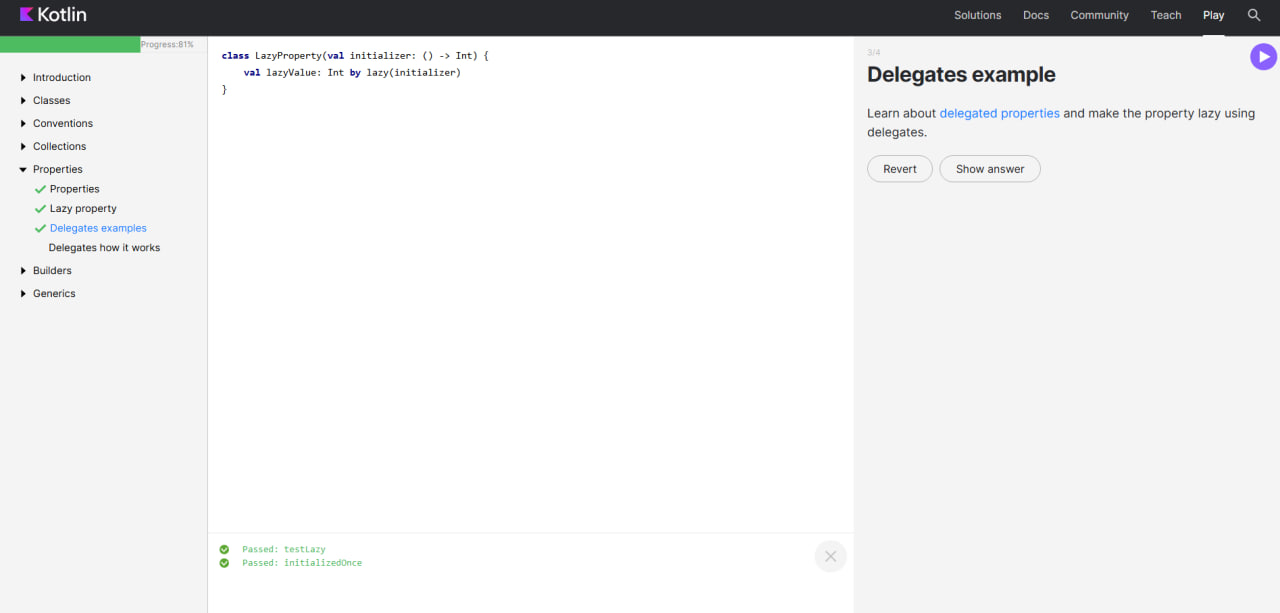 Kotlin
Solutions Docs Community Teach Play
Progress:81%
Introduction
Classes
Conventions
Collections
Properties
Properties
Lazy property
Delegates examples
Delegates how it works
Builders
Generics
class LazyProperty(val initializer: () -> Int) {
    val lazyValue: Int by lazy(initializer)
}
Passed: testLazy
Passed: initializedOnce
3/4
Delegates example
Learn about delegated properties and make the property lazy using
delegates.
Revert Show answer